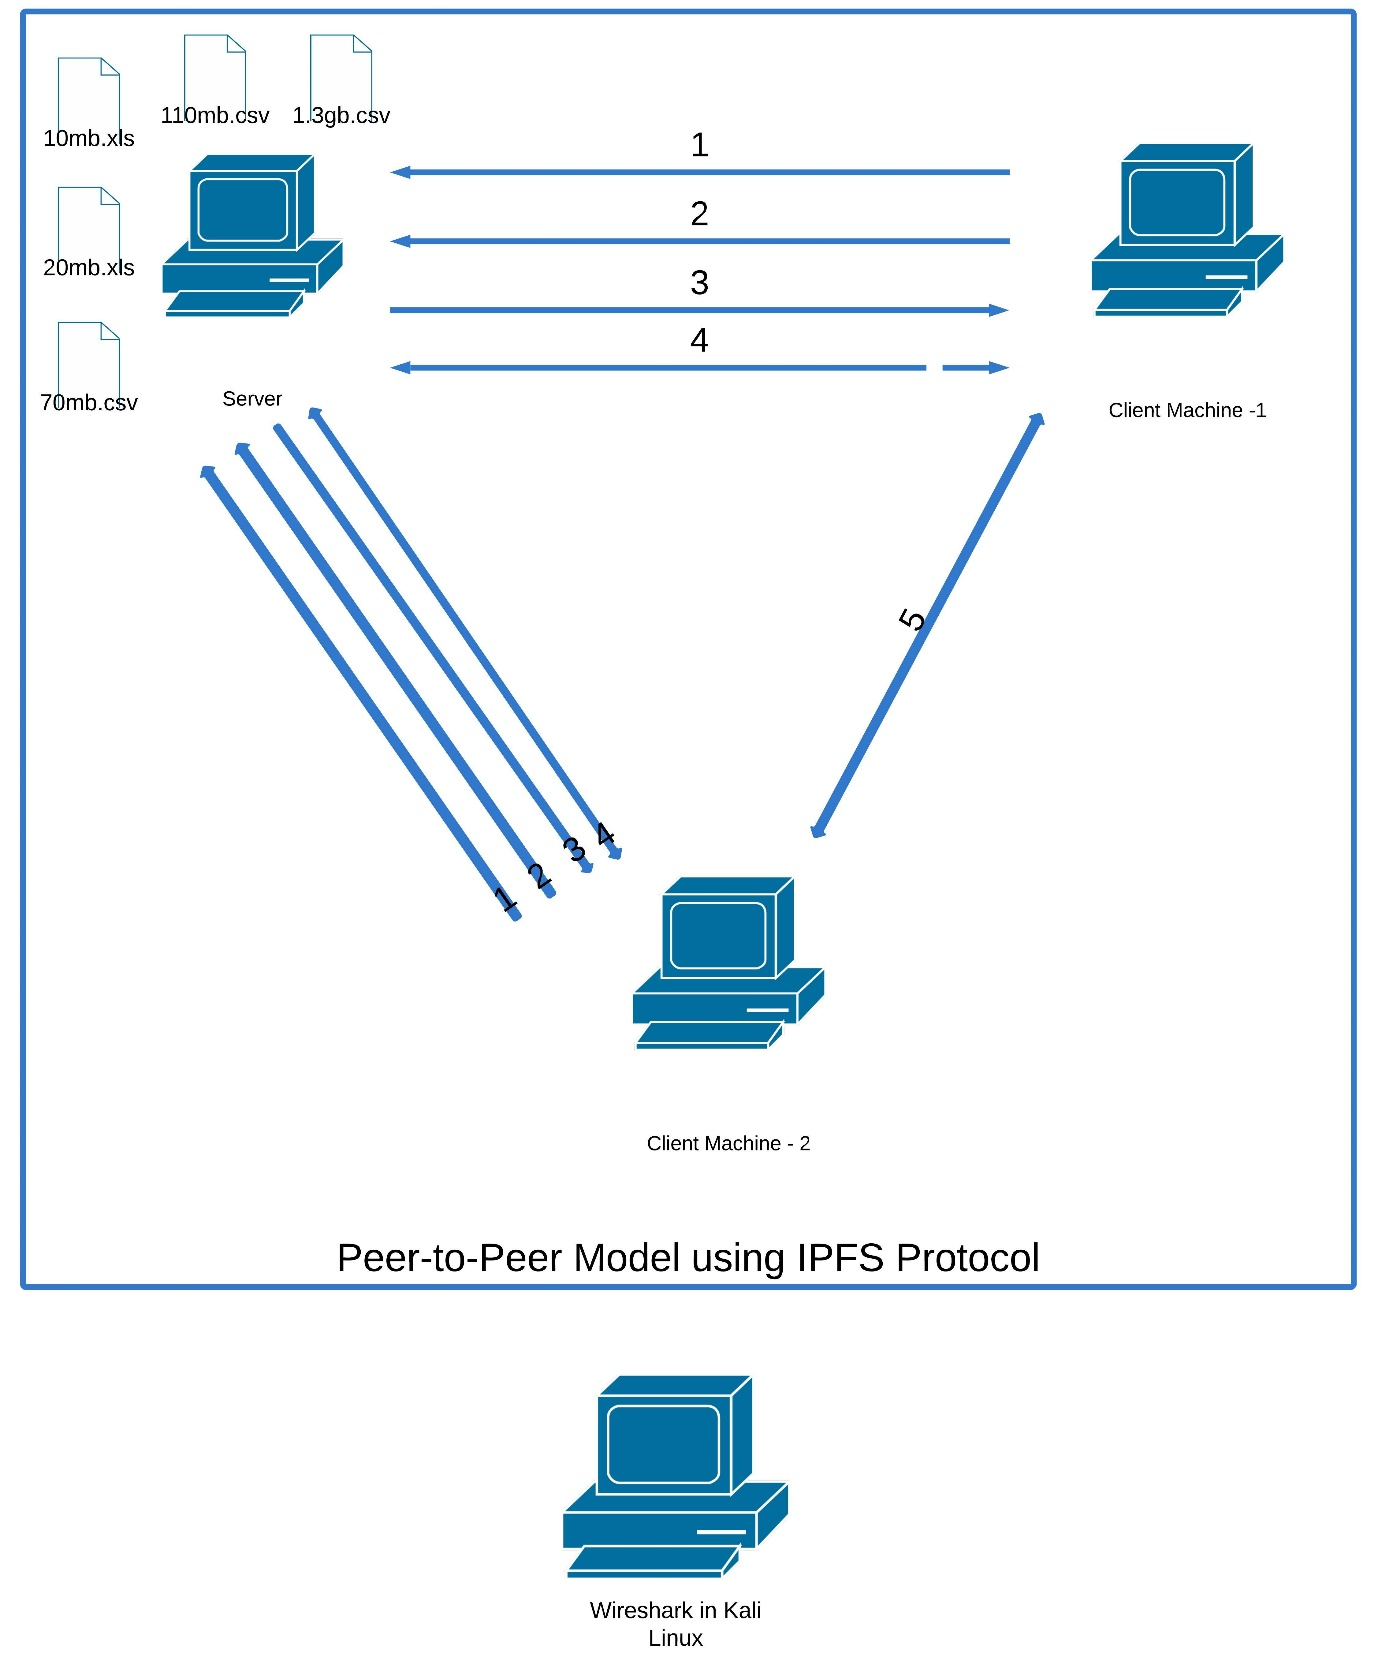 110mb.csv
1.3gb.csv
10mb.xls
1
2
20mb.xls
3
4
Server
70mb.csv
Client Machine -1
5
4
3
2
1
Client Machine - 2
Peer-to-Peer Model using IPFS Protocol
Wireshark in Kali
Linux